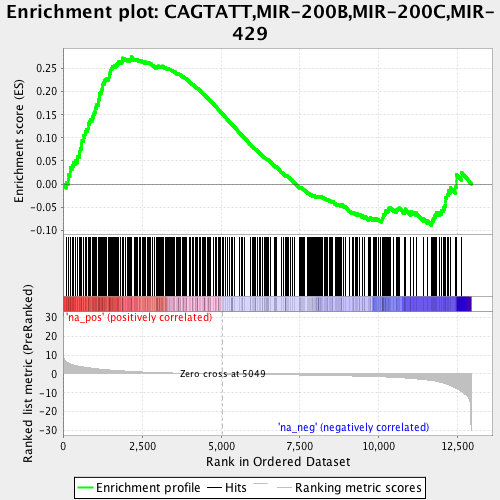 Enrichment plot: CAGTATT,MIR-200B,MIR-200C,MIR-
429
Enrichment score (ES)
0.25
0.20
0.15
0.10
0.05
0.00
-0.05
-0.10
'na_pos' (positively correlated)
Ranked list metric (PreRanked)
30
20
10
0
-10
-20
-30
Zero cross at 5049
'na_neg' (negatively correlated)
0
2,500
5,000
7,500
10,000
12,500
Rank in Ordered Dataset
Enrichment profile
Hits
Ranking metric scores